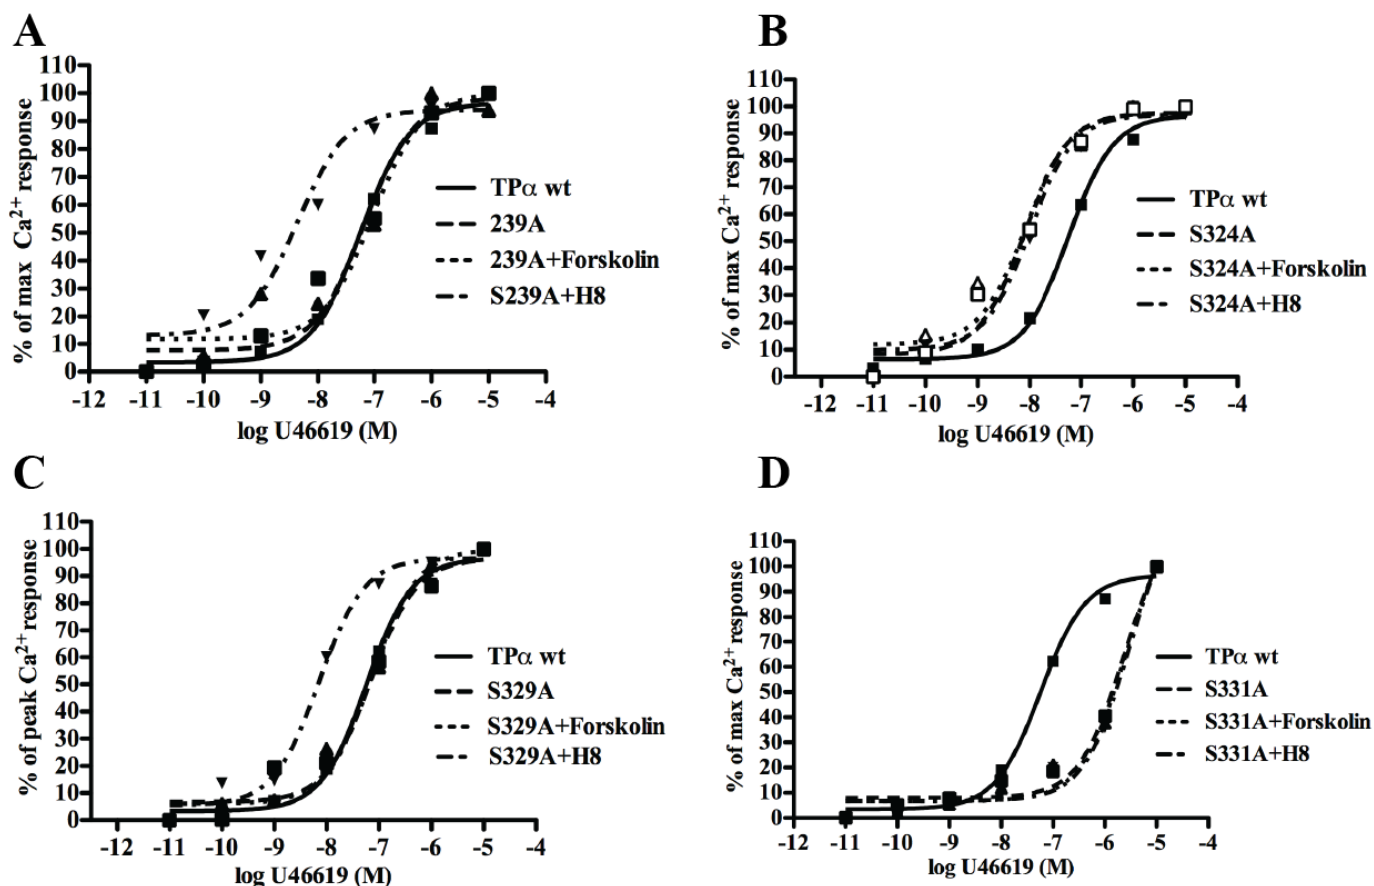 A
110
100
90
80
70
60
50
40
30
20
10
0
% of max Ca2+ response
-12 -11 -10 -9 -8 -7 -6 -5 -4
log U46619 (M)
TPα wt
239A
239A+Forskolin
S239A+H8
B
110
100
90
80
70
60
50
40
30
20
10
0
% of max Ca2+ response
-12 -11 -10 -9 -8 -7 -6 -5 -4
log U46619 (M)
TPα wt
S324A
S324A+Forskolin
S324A+H8
C
110
100
90
80
70
60
50
40
30
20
10
0
% of peak Ca2+ response
-12 -11 -10 -9 -8 -7 -6 -5 -4
log U46619 (M)
TPα wt
S329A
S329A+Forskolin
S329A+H8
D
110
100
90
80
70
60
50
40
30
20
10
0
% of max Ca2+ response
-12 -11 -10 -9 -8 -7 -6 -5 -4
log U46619 (M)
TPα wt
S331A
S331A+Forskolin
S331A+H8